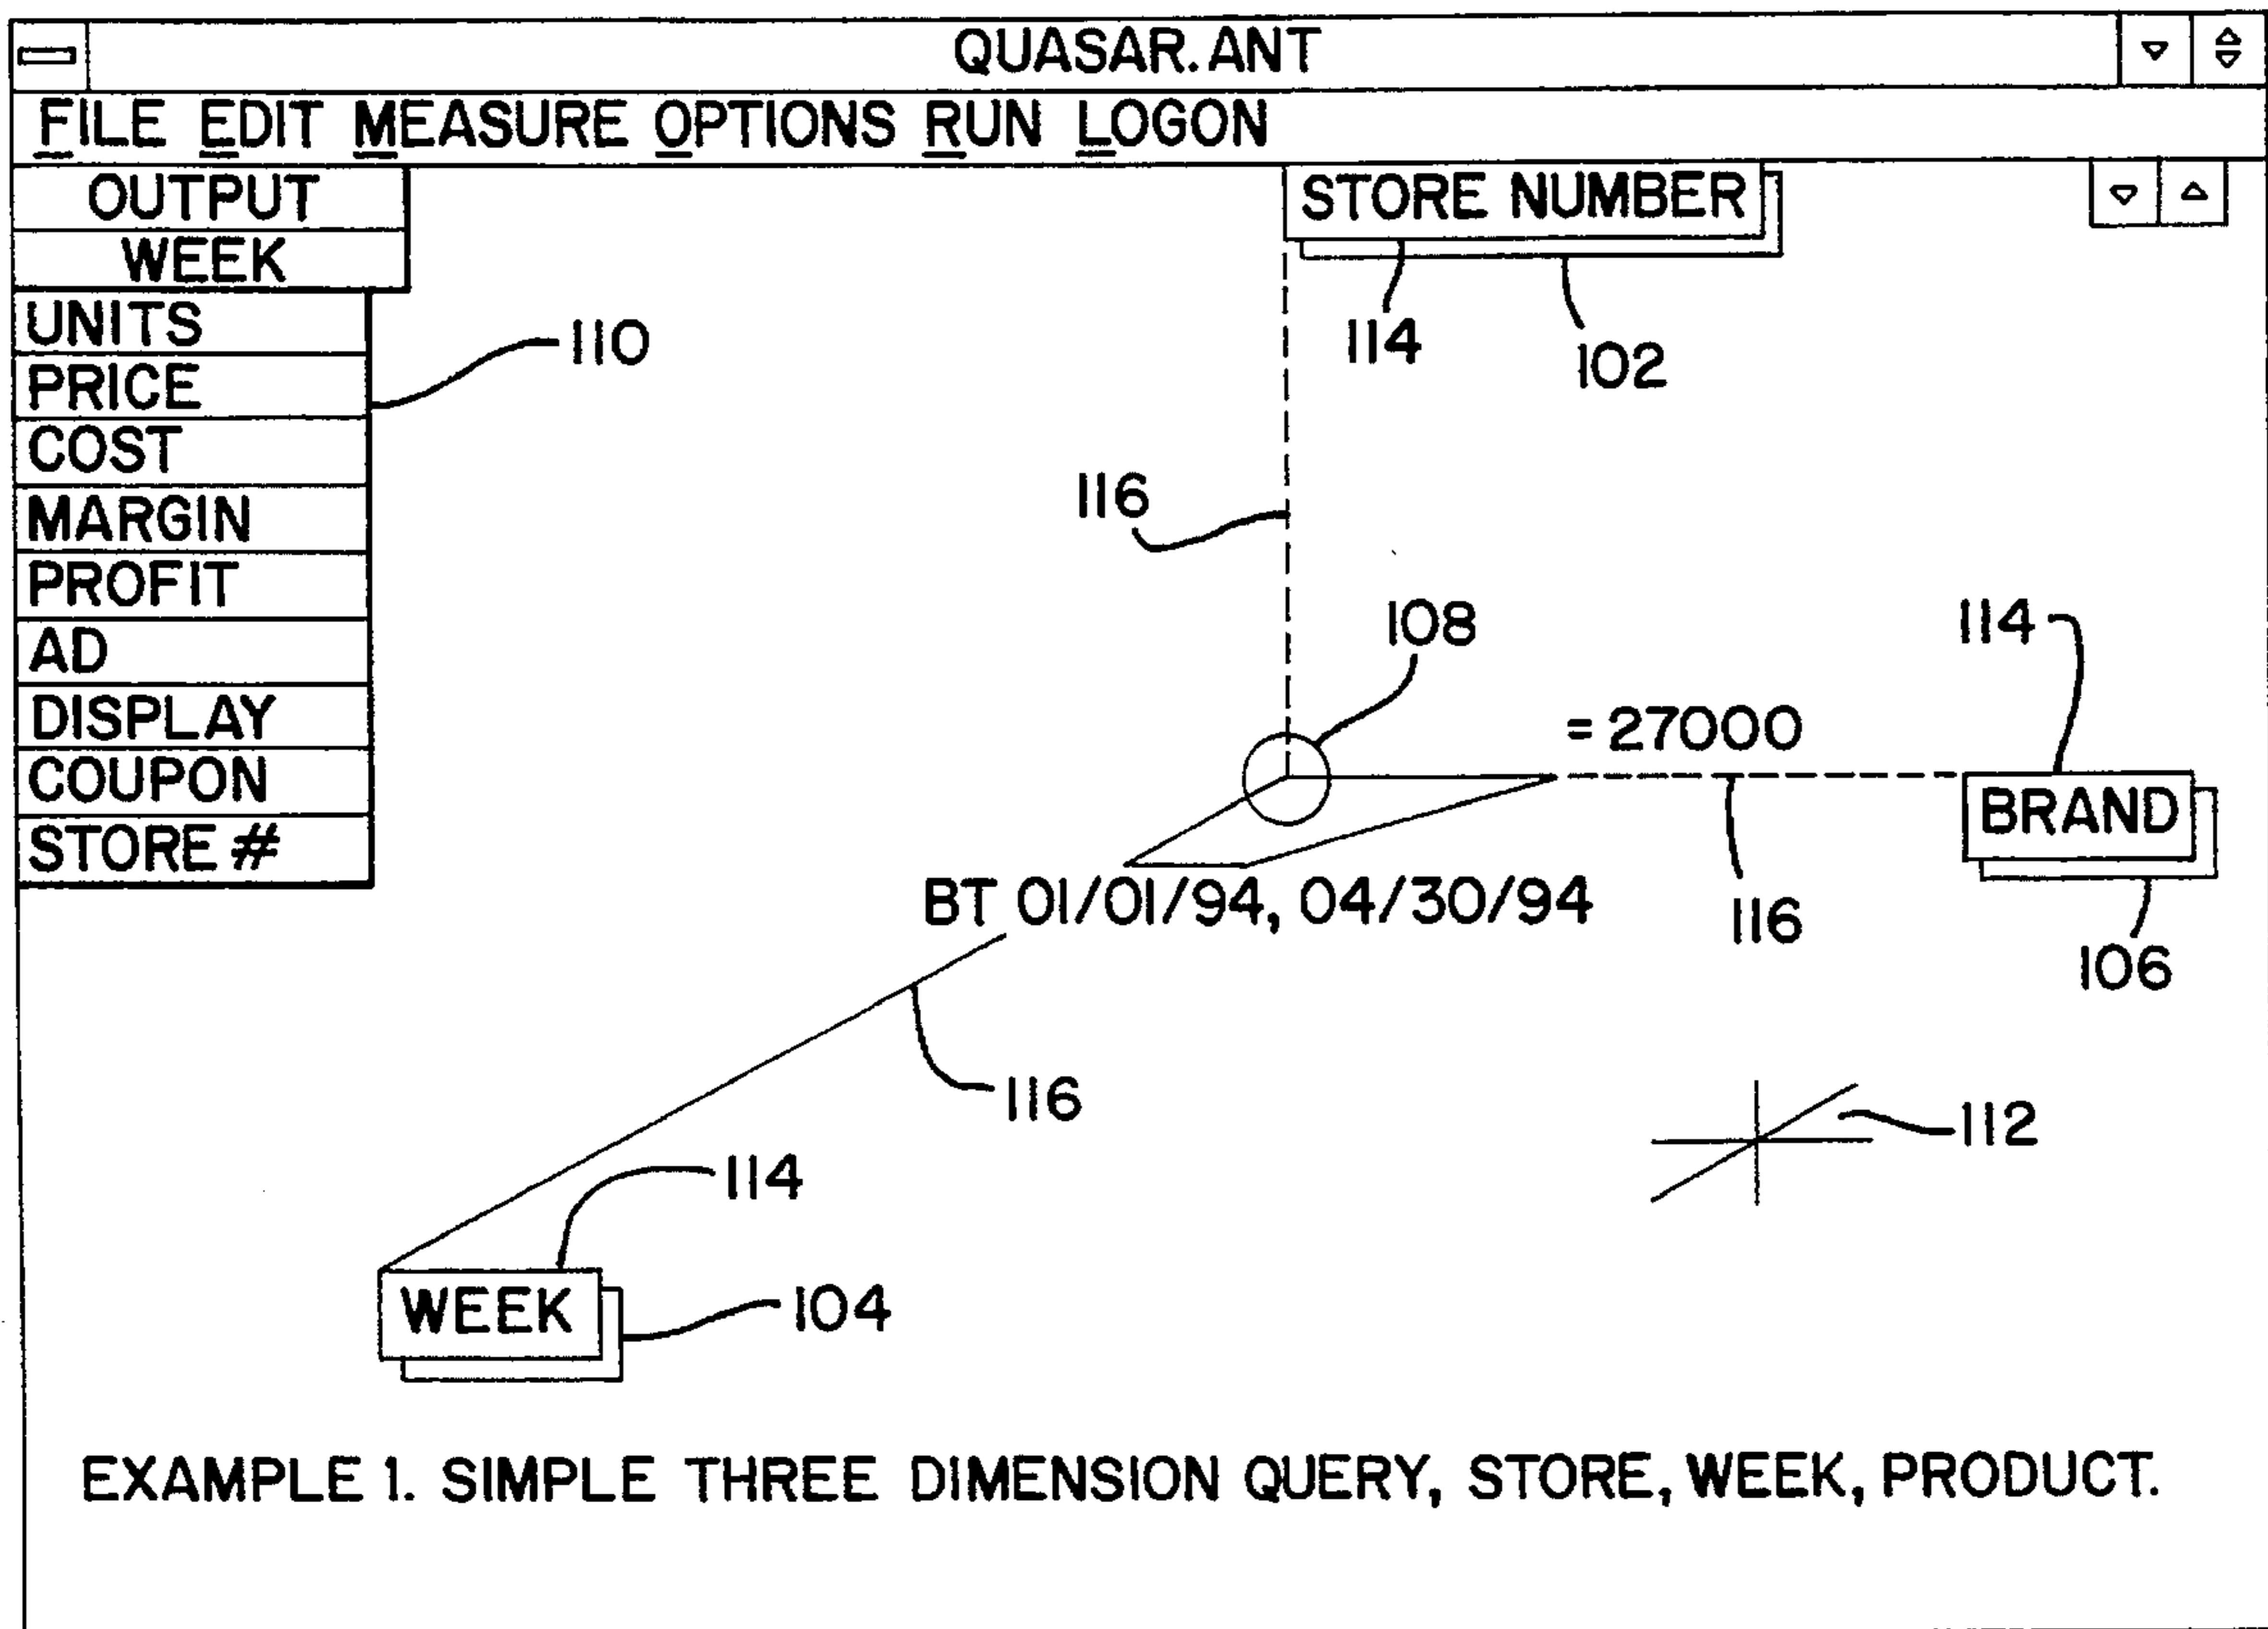 QUASAR.ANT
FILE EDIT MEASURE OPTIONS RUN LOGON
OUTPUT
WEEK
UNITS
PRICE
COST
MARGIN
PROFIT
AD
DISPLAY
COUPON
STORE #
110
STORE NUMBER
114
102
116
108
114
= 27000
BRAND
116
106
BT 01/01/94, 04/30/94
116
112
114
WEEK
104
EXAMPLE 1. SIMPLE THREE DIMENSION QUERY, STORE, WEEK, PRODUCT.